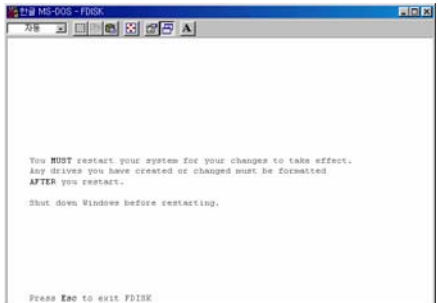 한글 MS-DOS - FDISK
자동
A
You MUST restart your system for your changes to take effect.
Any drives you have created or changed must be formatted
AFTER you restart.
Shut down Windows before restarting.
Press Esc to exit FDISK